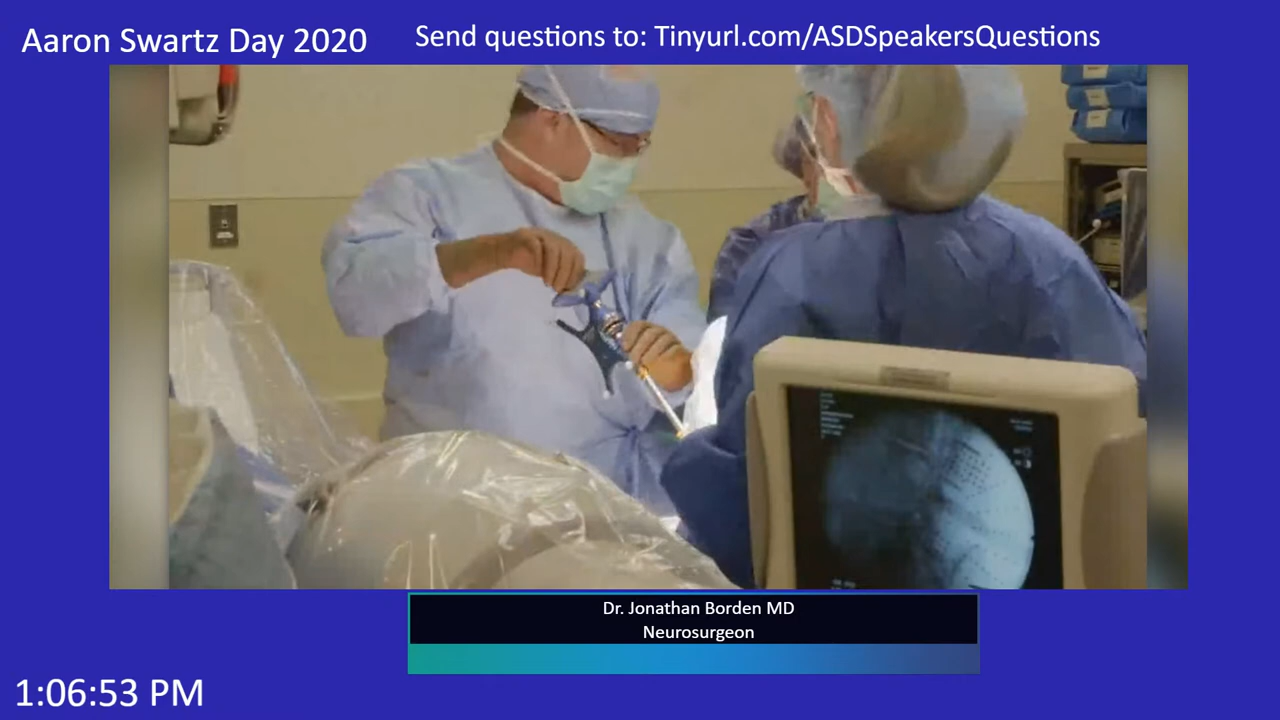 Aaron Swartz Day 2020
Send questions to: Tinyurl.com/ASDSpeakersQuestions
Dr. Jonathan Borden MD
Neurosurgeon
1:06:53 PM